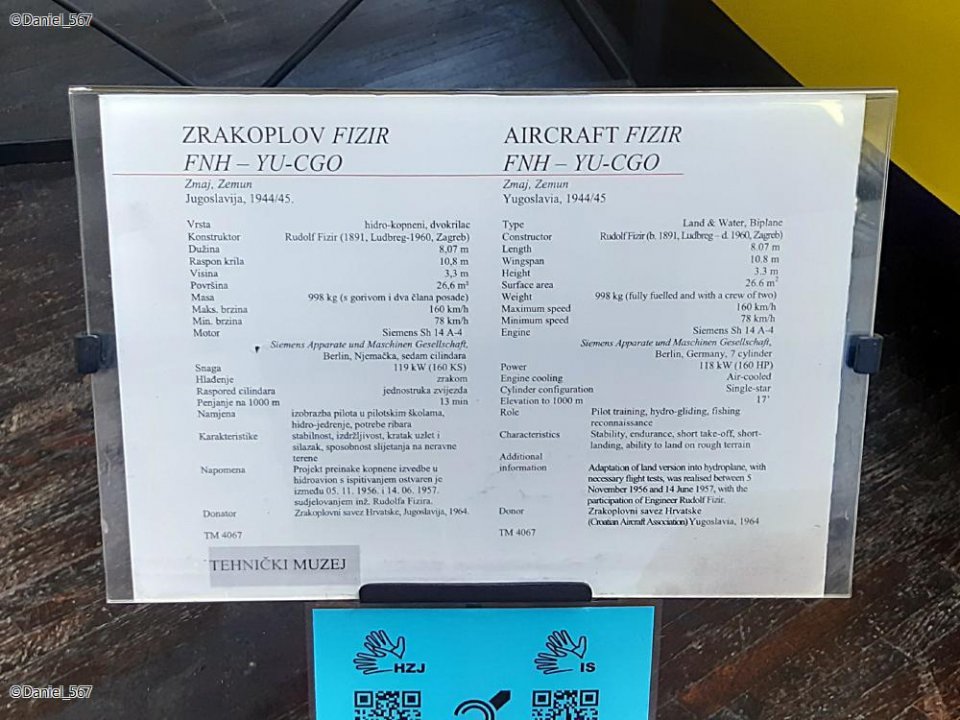 ©Daniel_567
ZRAKOPLOV FIZIR
FNH – YU-CGO
Zmaj, Zemun
Jugoslavija, 1944/45.
Vrsta hidro-kopneni, dvokrilac
Konstruktor Rudolf Fizir (1891, Ludbreg-1960, Zagreb)
Dužina 8,07 m
Raspon krila 10,8 m
Visina 3,3 m
Površina 26,6 m²
Masa 998 kg (s gorivom i dva člana posade)
Maks. brzina 160 km/h
Min. brzina 78 km/h
Motor Siemens Sh 14 A-4
Siemens Apparate und Maschinen Gesellschaft,
Berlin, Njemačka, sedam cilindara
Snaga 119 kW (160 KS)
Hlađenje zrakom
Raspored cilindara jednostruka zvijezda
Penjanje na 1000 m 13 min
Namjena izobrazba pilota u pilotskim školama,
hidro-jedrenje, potrebe ribara
Karakteristike stabilnost, izdržljivost, kratak uzlet i
silazak, sposobnost slijetanja na neravne
terene
Napomena Projekt preinake kopnene izvedbe u
hidroavion s ispitivanjem ostvaren je
između 05. 11. 1956. i 14. 06. 1957.
sudjelovanjem inž. Rudolfa Fizira.
Donator Zrakoplovni savez Hrvatske, Jugoslavija, 1964.
TM 4067
TEHNIČKI MUZEJ
AIRCRAFT FIZIR
FNH – YU-CGO
Zmaj, Zemun
Yugoslavia, 1944/45
Type Land & Water, Biplane
Constructor Rudolf Fizir (b. 1891, Ludbreg – d. 1960, Zagreb)
Length 8.07 m
Wingspan 10.8 m
Height 3.3 m
Surface area 26.6 m²
Weight 998 kg (fully fuelled and with a crew of two)
Maximum speed 160 km/h
Minimum speed 78 km/h
Engine Siemens Sh 14 A-4
Siemens Apparate und Maschinen Gesellschaft,
Berlin, Germany, 7 cylinder
Power 118 kW (160 HP)
Engine cooling Air-cooled
Cylinder configuration Single-star
Elevation to 1000 m 17'
Role Pilot training, hydro-gliding, fishing
reconnaissance
Characteristics Stability, endurance, short take-off, short-
landing, ability to land on rough terrain
Additional
information Adaptation of land version into hydroplane, with
necessary flight tests, was realised between 5
November 1956 and 14 June 1957, with the
participation of Engineer Rudolf Fizir.
Donor Zrakoplovni savez Hrvatske
(Croatian Aircraft Association) Yugoslavia, 1964
TM 4067
HZJ
IS
©Daniel_567